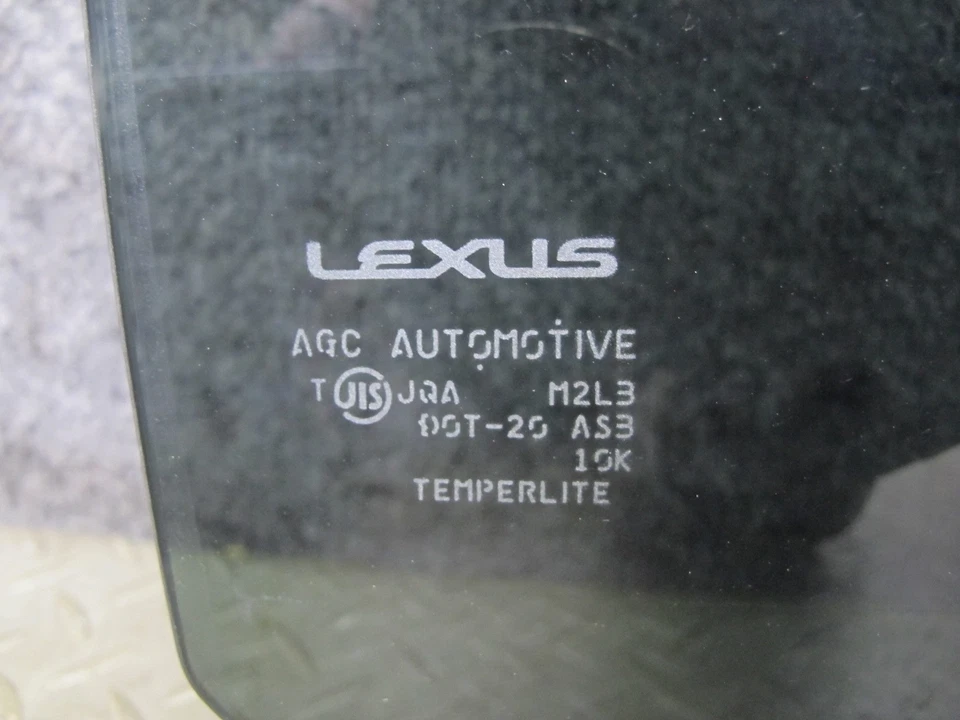 LEXUS
AGC AUTOMOTIVE
T JIS JQA M2L3
DOT-20 AS3
10K
TEMPERLITE